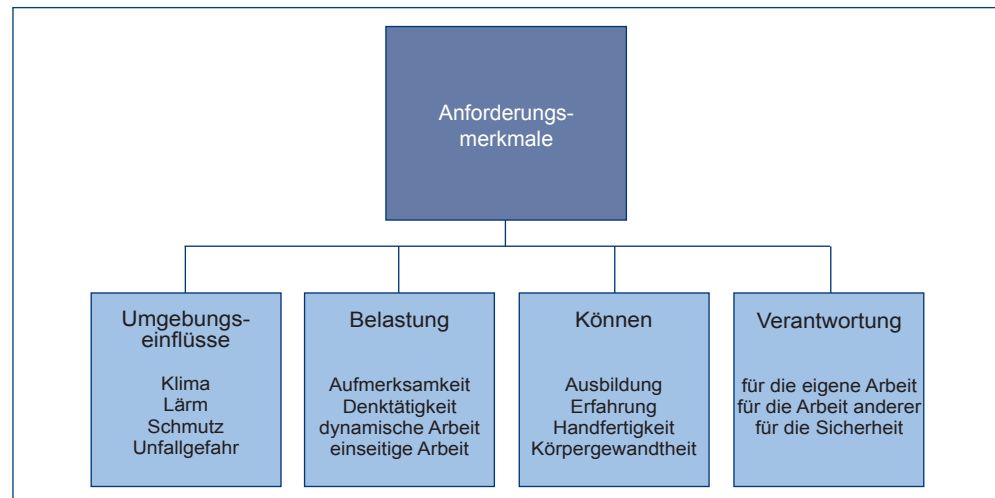 Anforderungs-
merkmale
Umgebungs-
einflüsse
Klima
Lärm
Schmutz
Unfallgefahr
Belastung
Aufmerksamkeit
Denktätigkeit
dynamische Arbeit
einseitige Arbeit
Können
Ausbildung
Erfahrung
Handfertigkeit
Körpergewandtheit
Verantwortung
für die eigene Arbeit
für die Arbeit anderer
für die Sicherheit